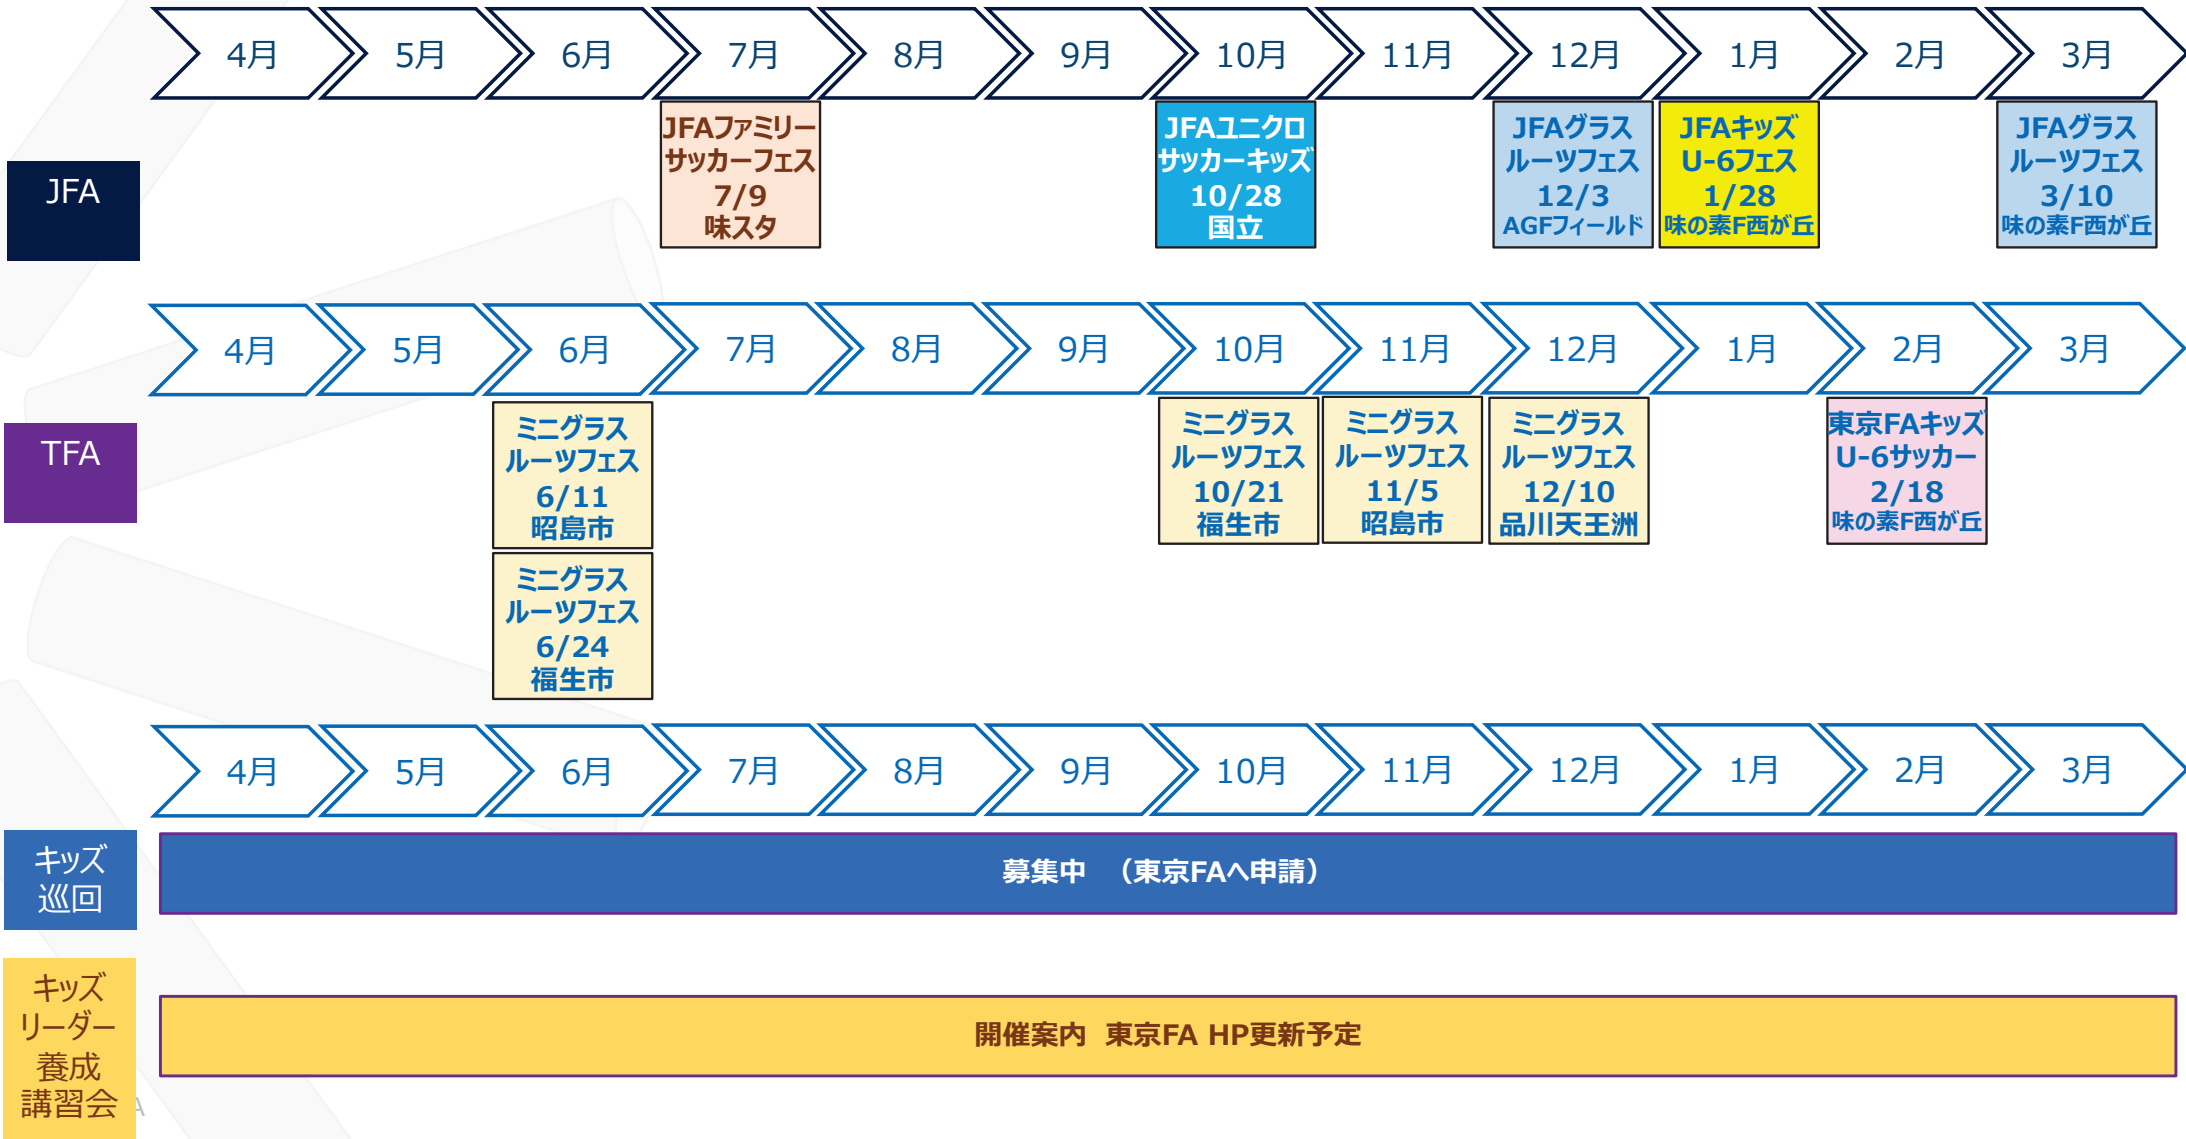 4月 5月 6月 7月 8月 9月 10月 11月 12月 1月 2月 3月
JFA
JFAファミリー
サッカーフェス
7/9
味スタ
JFAユニクロ
サッカーキッズ
10/28
国立
JFAグラス
ルーツフェス
12/3
AGFフィールド
JFAキッズ
U-6フェス
1/28
味の素F西が丘
JFAグラス
ルーツフェス
3/10
味の素F西が丘
4月 5月 6月 7月 8月 9月 10月 11月 12月 1月 2月 3月
TFA
ミニグラス
ルーツフェス
6/11
昭島市
ミニグラス
ルーツフェス
6/24
福生市
ミニグラス
ルーツフェス
10/21
福生市
ミニグラス
ルーツフェス
11/5
昭島市
ミニグラス
ルーツフェス
12/10
品川天王洲
東京FAキッズ
U-6サッカー
2/18
味の素F西が丘
4月 5月 6月 7月 8月 9月 10月 11月 12月 1月 2月 3月
キッズ
巡回
募集中 （東京FAへ申請）
キッズ
リーダー
養成
講習会
開催案内 東京FA HP更新予定